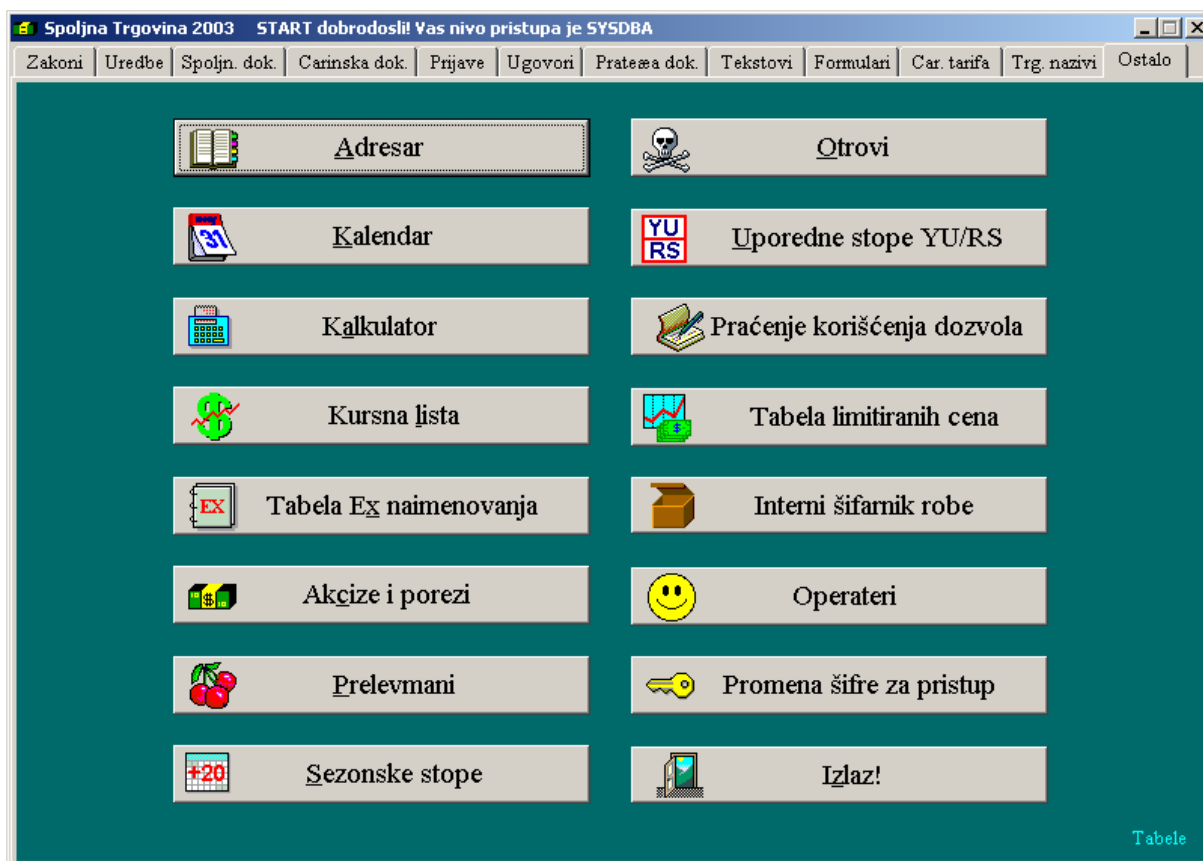 Spoljna Trgovina 2003 START dobrodosli! Vas nivo pristupa je SYSDBA
Zakoni Uredbe Spoljn. dok. Carinska dok. Prijave Ugovori Prateæa dok. Tekstovi Formulari Car. tarifa Trg. nazivi Ostalo
Adresar
Otrovi
31
Kalendar
YU
RS
Uporedne stope YU/RS
Kalkulator
Praćenje korišćenja dozvola
$
Kursna lista
$
Tabela limitiranih cena
EX
Tabela Ex naimenovanja
Interni šifarnik robe
$
Akcize i porezi
Operateri
Prelevmani
Promena šifre za pristup
+20
Sezonske stope
Izlaz!
Tabele